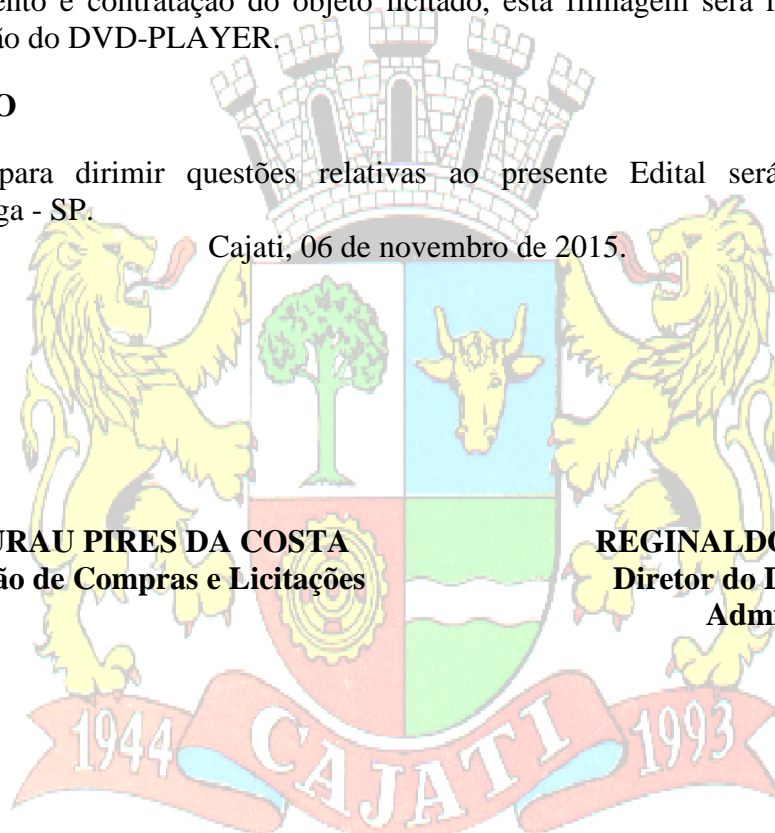 ento e contratação do objeto licitado, esta filmagem será
ão do DVD-PLAYER.
O
para dirimir questões relativas ao presente Edital será
ga - SP.
Cajati, 06 de novembro de 2015.
URAU PIRES DA COSTA
REGINALDO
ão de Compras e Licitações
Diretor do
Admi
1944 CAJATI 1993